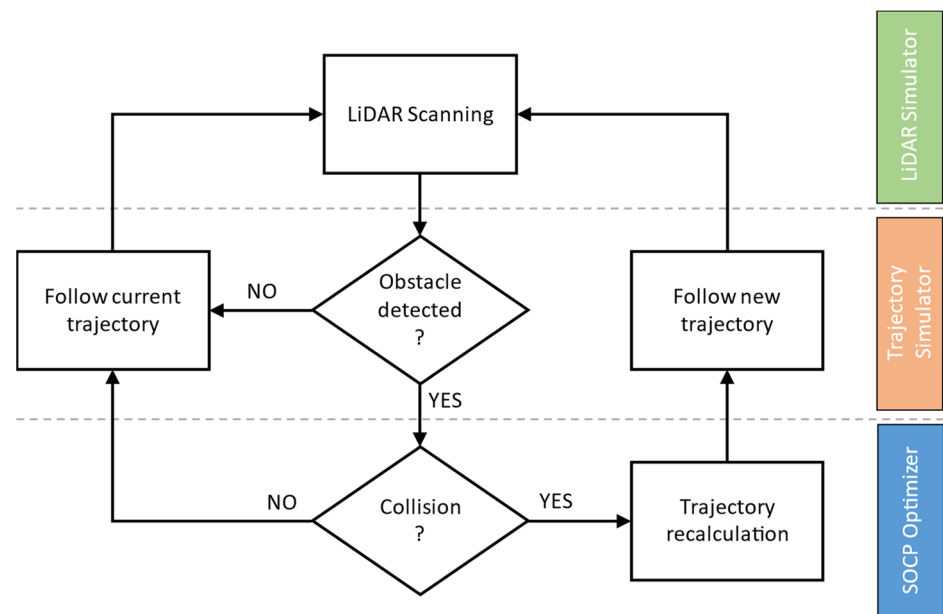 LiDAR Scanning
LiDAR Simulator
Follow current
trajectory
NO
Obstacle
detected
?
Follow new
trajectory
Trajectory
Simulator
YES
NO
Collision
?
YES
Trajectory
recalculation
SOCP Optimizer